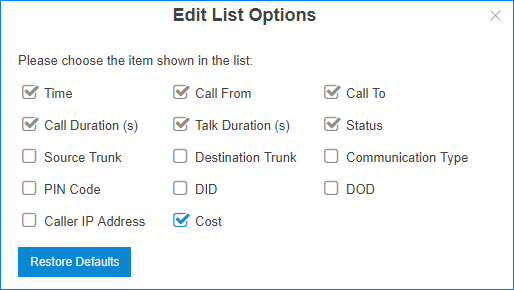 Edit List Options
Please choose the item shown in the list:
Time Call From Call To
Call Duration (s) Talk Duration (s) Status
Source Trunk Destination Trunk Communication Type
PIN Code DID DOD
Caller IP Address Cost
Restore Defaults